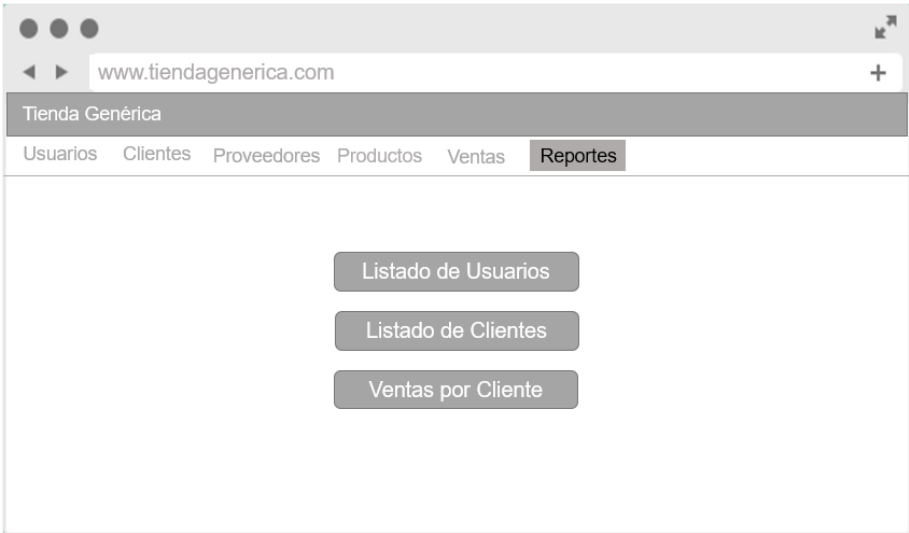 www.tiendagenerica.com
Tienda Genérica
Usuarios Clientes Proveedores Productos Ventas Reportes
Listado de Usuarios
Listado de Clientes
Ventas por Cliente